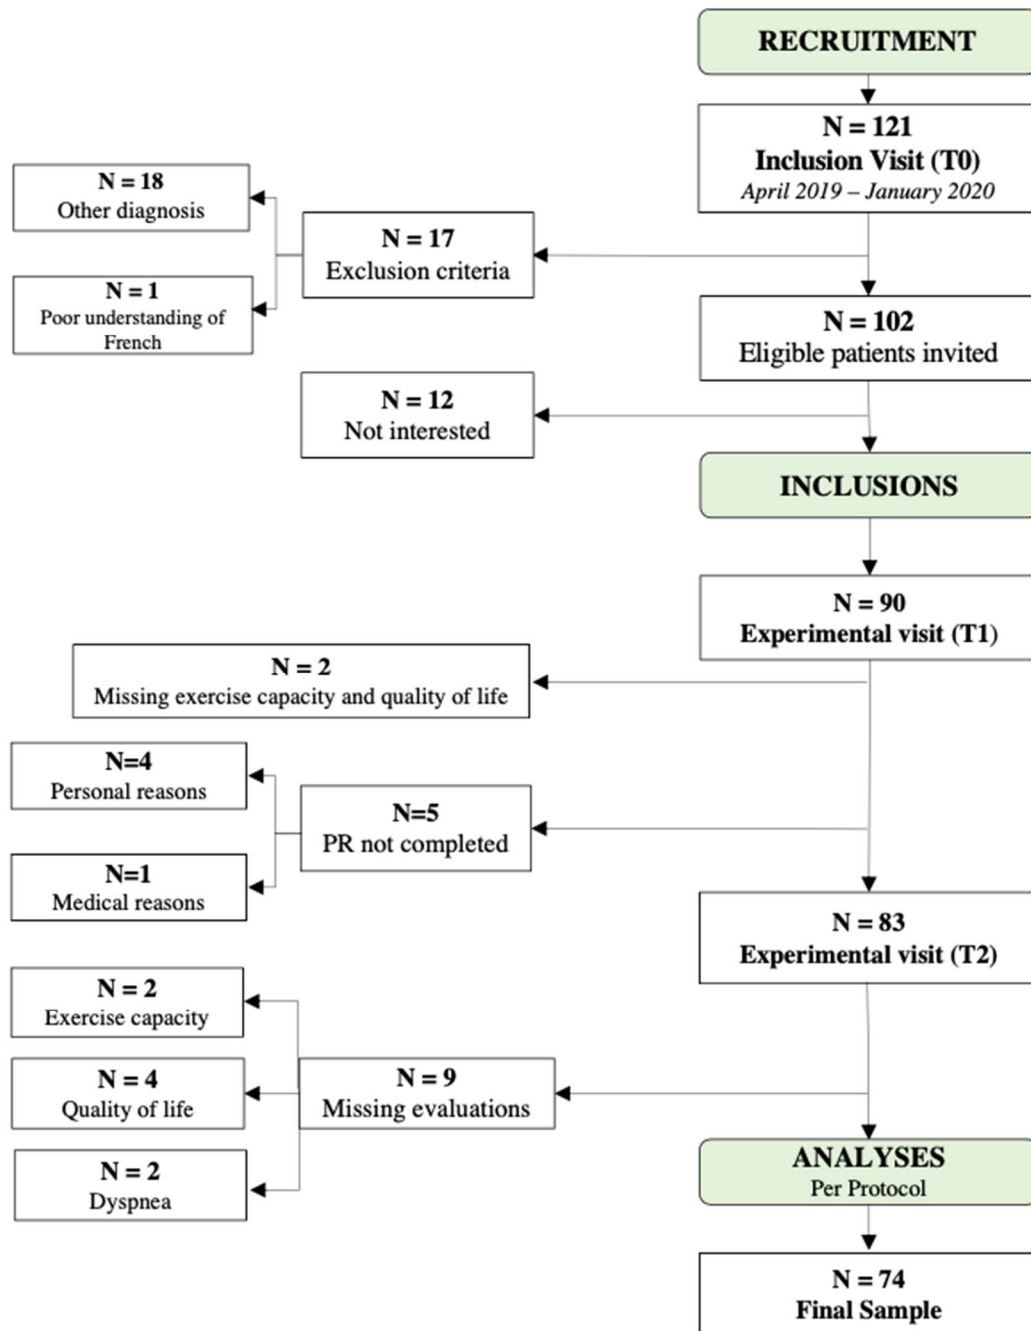 RECRUITMENT
N = 121
Inclusion Visit (T0)
April 2019 – January 2020
N = 18
Other diagnosis
N = 17
Exclusion criteria
N = 1
Poor understanding of
French
N = 102
Eligible patients invited
N = 12
Not interested
INCLUSIONS
N = 90
Experimental visit (T1)
N = 2
Missing exercise capacity and quality of life
N=4
Personal reasons
N=5
PR not completed
N=1
Medical reasons
N = 83
Experimental visit (T2)
N = 2
Exercise capacity
N = 9
Missing evaluations
N = 4
Quality of life
N = 2
Dyspnea
ANALYSES
Per Protocol
N = 74
Final Sample